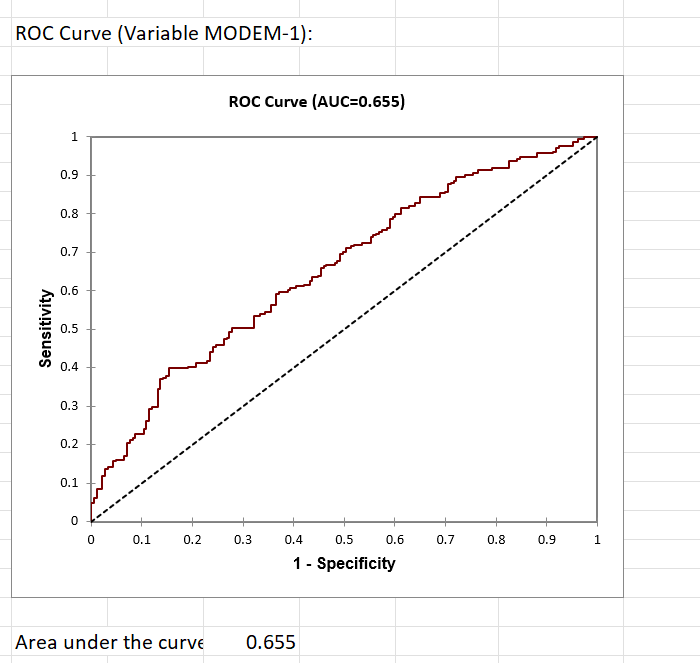 ROC Curve (Variable MODEM-1):
ROC Curve (AUC=0.655)
1
0.9
0.8
0.7
0.6
0.5
0.4
0.3
0.2
0.1
0
Sensitivity
0 0.1 0.2 0.3 0.4 0.5 0.6 0.7 0.8 0.9 1
1 - Specificity
Area under the curve 0.655